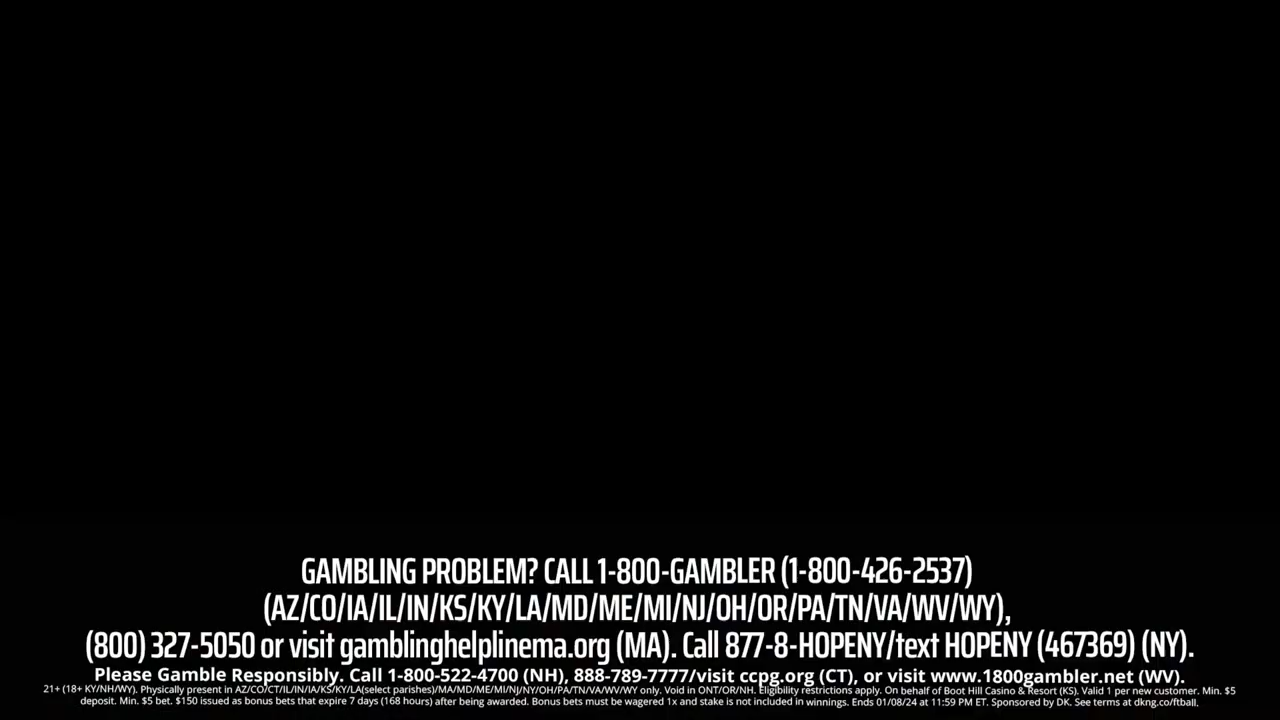 GAMBLING PROBLEM? CALL 1-800-GAMBLER (1-800-426-2537)
(AZ/CO/IA/IL/IN/KS/KY/LA/MD/ME/MI/NJ/OH/OR/PA/TN/VA/WV/WY),
(800) 327-5050 or visit gamblinghelplinema.org (MA). Call 877-8-HOPENY/text HOPENY (467369) (NY).
Please Gamble Responsibly. Call 1-800-522-4700 (NH), 888-789-7777/visit ccpg.org (CT), or visit www.1800gambler.net (WV).
21+ (18+ KY/NH/WY). Physically present in AZ/CO/CT/IL/IN/IA/KS/KY/LA(select parishes)/MA/MD/ME/MI/NJ/NY/OH/PA/TN/VA/WV/WY only. Void in ONT/OR/NH. Eligibility restrictions apply. On behalf of Boot Hill Casino & Resort (KS). Valid 1 per new customer. Min. $5
deposit. Min. $5 bet. $150 issued as bonus bets that expire 7 days (168 hours) after being awarded. Bonus bets must be wagered 1x and stake is not included in winnings. Ends 01/08/24 at 11:59 PM ET. Sponsored by DK. See terms at dkng.co/ftball.